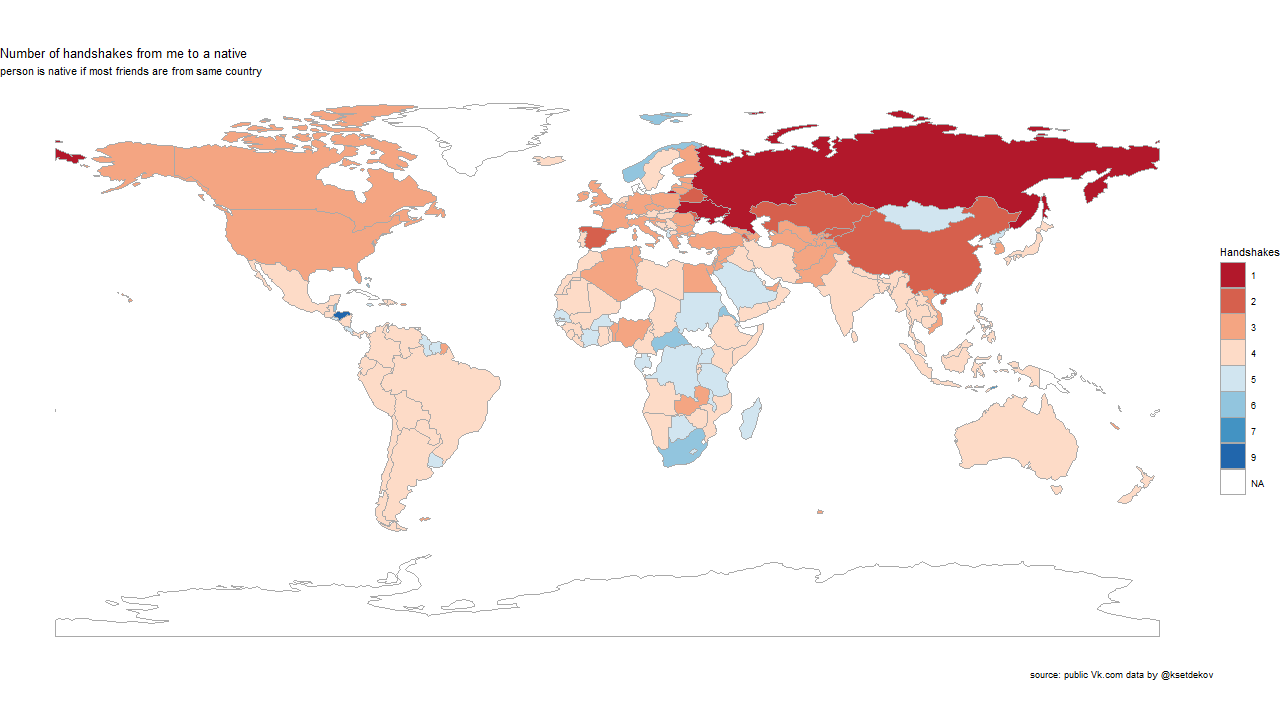 Number of handshakes from me to a native
person is native if most friends are from same country
Handshakes
1
2
3
4
5
6
7
9
NA
source: public Vk.com data by @ksetdekov